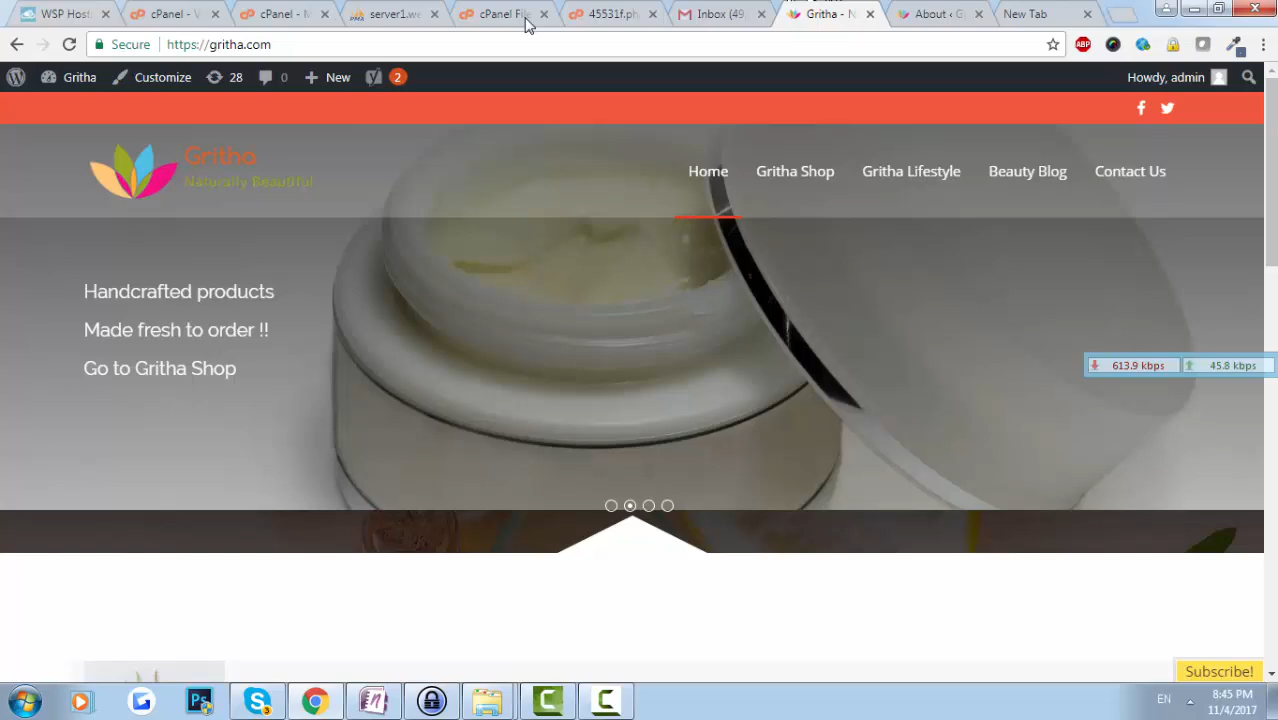 WSP Host
cPanel - V
cPanel - M
server1.we
cPanel File
45531f.ph
Inbox (49
Gritha - N
About ‹ G
New Tab
Secure https://gritha.com
ABP
Gritha Customize 28 0 New 2 Howdy, admin
Gritha
Naturally Beautiful
Home Gritha Shop Gritha Lifestyle Beauty Blog Contact Us
Handcrafted products
Made fresh to order !!
Go to Gritha Shop
613.9 kbps 45.8 kbps
Subscribe!
EN 8:45 PM
11/4/2017